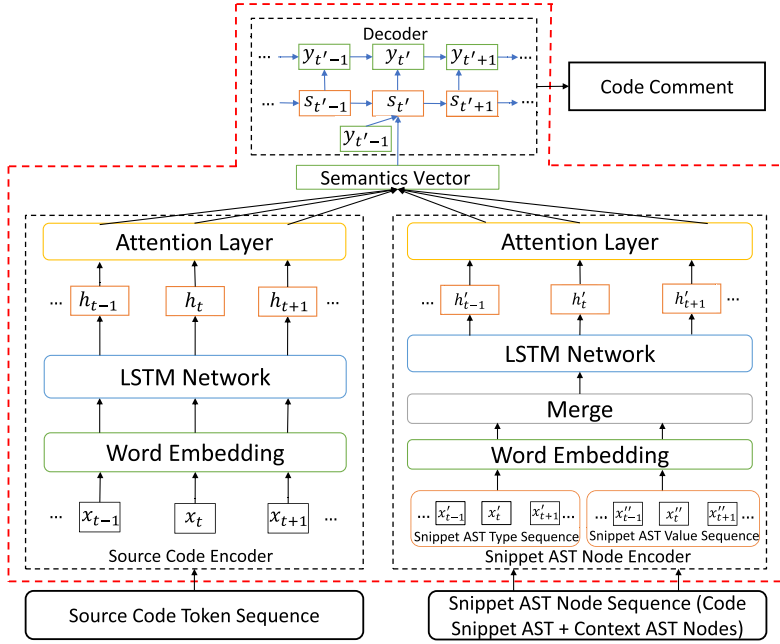 Decoder
... y_{t'-1} y_{t'} y_{t'+1} ...
... s_{t'-1} s_{t'} s_{t'+1} ...
y_{t'-1}
Code Comment
Semantics Vector
Attention Layer
... h_{t-1} h_t h_{t+1} ...
LSTM Network
Word Embedding
... x_{t-1} x_t x_{t+1} ...
Source Code Encoder
Source Code Token Sequence
Attention Layer
... h'_{t-1} h'_t h'_{t+1} ...
LSTM Network
Merge
Word Embedding
... x'_{t-1} x'_t x'_{t+1} ...
Snippet AST Type Sequence
... x''_{t-1} x''_t x''_{t+1} ...
Snippet AST Value Sequence
Snippet AST Node Encoder
Snippet AST Node Sequence (Code
Snippet AST + Context AST Nodes)